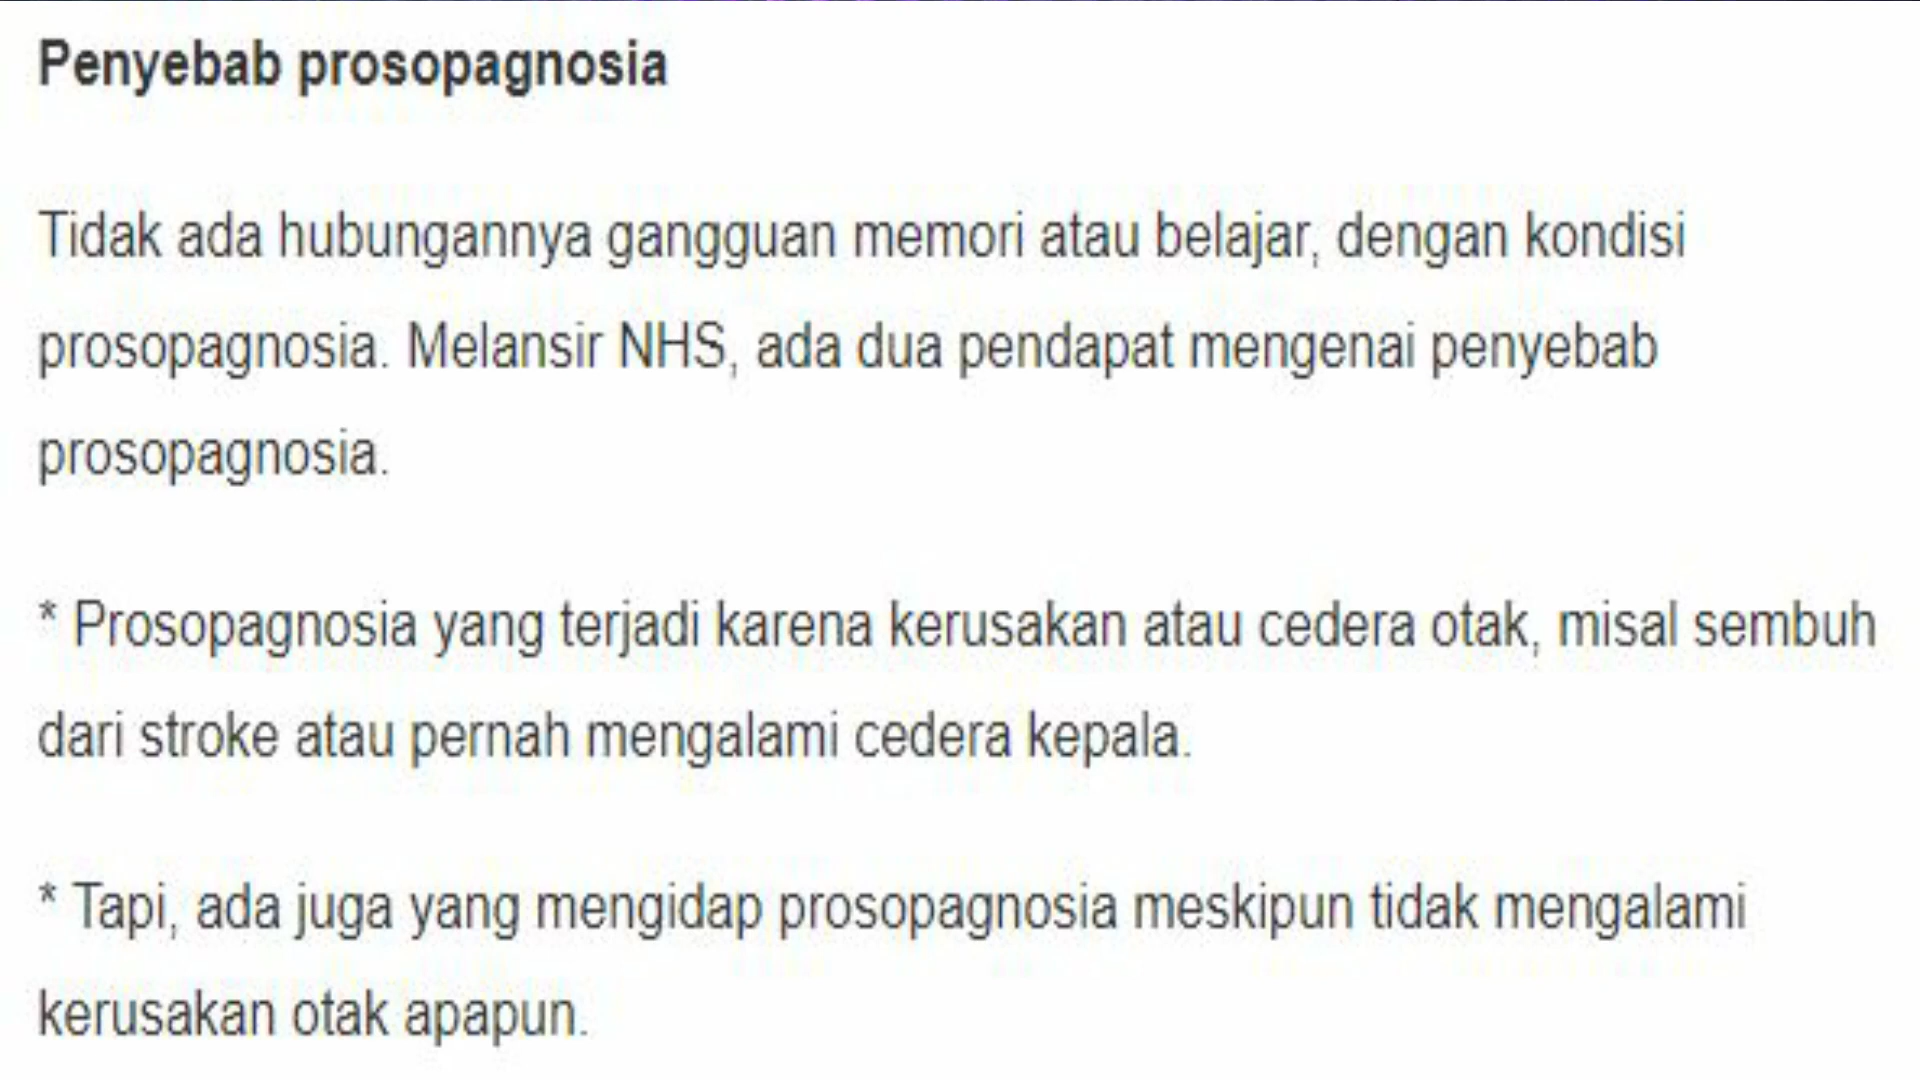 Penyebab prosopagnosia
Tidak ada hubungannya gangguan memori atau belajar, dengan kondisi
prosopagnosia. Melansir NHS, ada dua pendapat mengenai penyebab
prosopagnosia.
* Prosopagnosia yang terjadi karena kerusakan atau cedera otak, misal sembuh
dari stroke atau pernah mengalami cedera kepala.
* Tapi, ada juga yang mengidap prosopagnosia meskipun tidak mengalami
kerusakan otak apapun.